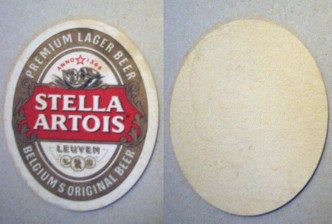 PREMIUM LAGER BEER
ANNO 1366
STELLA
ARTOIS
LEUVEN
BELGIUM'S ORIGINAL BEER